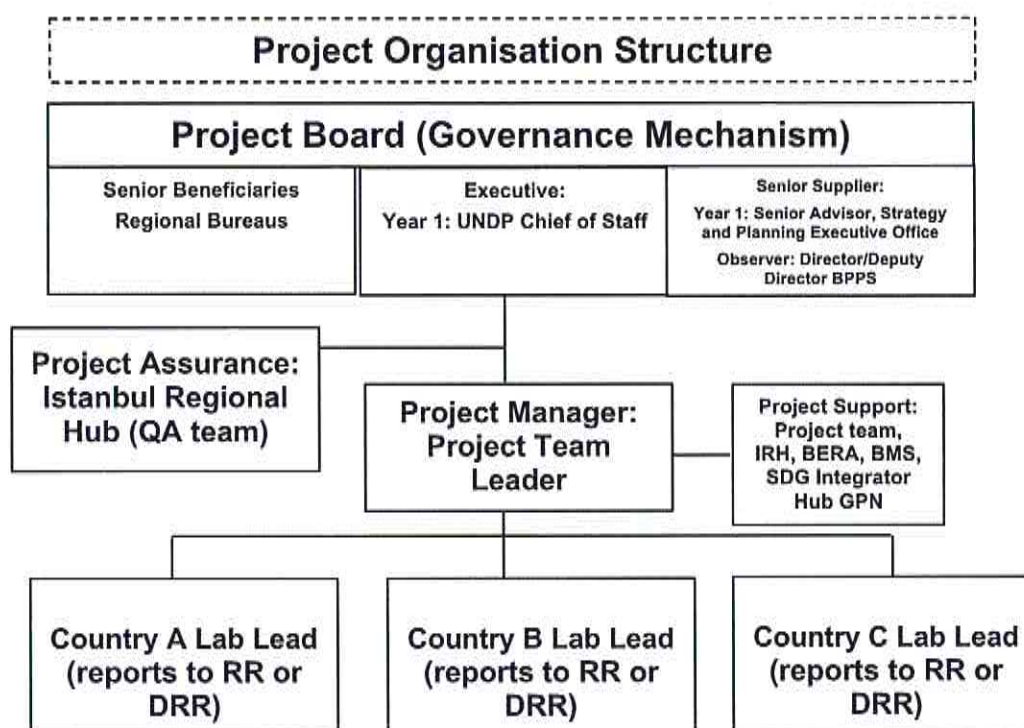 Project Organisation Structure
Project Board (Governance Mechanism)
Senior Beneficiaries
Regional Bureaus
Executive:
Year 1: UNDP Chief of Staff
Senior Supplier:
Year 1: Senior Advisor, Strategy
and Planning Executive Office
Observer: Director/Deputy
Director BPPS
Project Assurance:
Istanbul Regional
Hub (QA team)
Project Manager:
Project Team
Leader
Project Support:
Project team,
IRH, BERA, BMS,
SDG Integrator
Hub GPN
Country A Lab Lead
(reports to RR or
DRR)
Country B Lab Lead
(reports to RR or
DRR)
Country C Lab Lead
(reports to RR or
DRR)